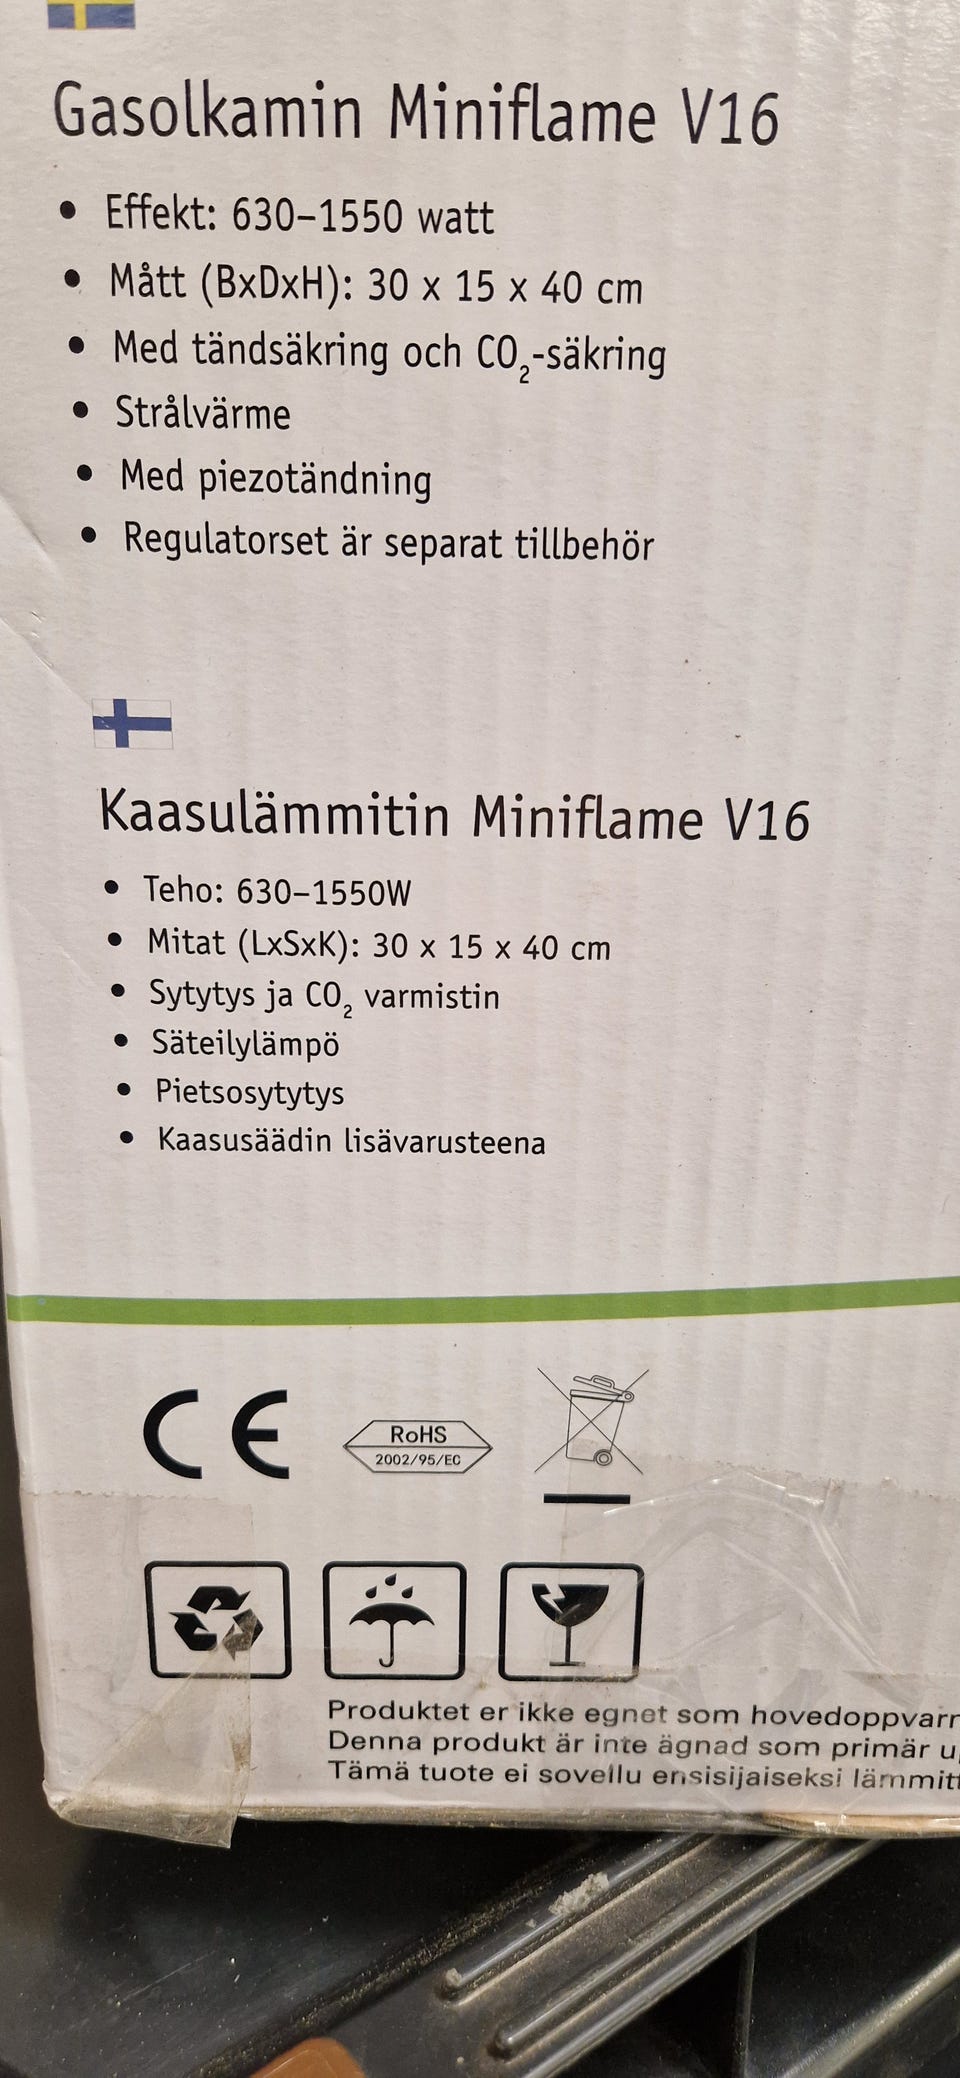 Gasolkamin Miniflame V16
• Effekt: 630–1550 watt
• Mått (BxDxH): 30 x 15 x 40 cm
• Med tändsäkring och CO₂-säkring
• Strålvärme
• Med piezotändning
• Regulatorset är separat tillbehör
Kaasulämmitin Miniflame V16
• Teho: 630–1550W
• Mitat (LxSxK): 30 x 15 x 40 cm
• Sytytys ja CO₂ varmistin
• Säteilylämpö
• Pietsosytytys
• Kaasusäädin lisävarusteena
CE
RoHS
2002/95/EC
Produktet er ikke egnet som hovedoppvarm
Denna produkt är inte ägnad som primär u
Tämä tuote ei sovellu ensisijaiseksi lämmitt